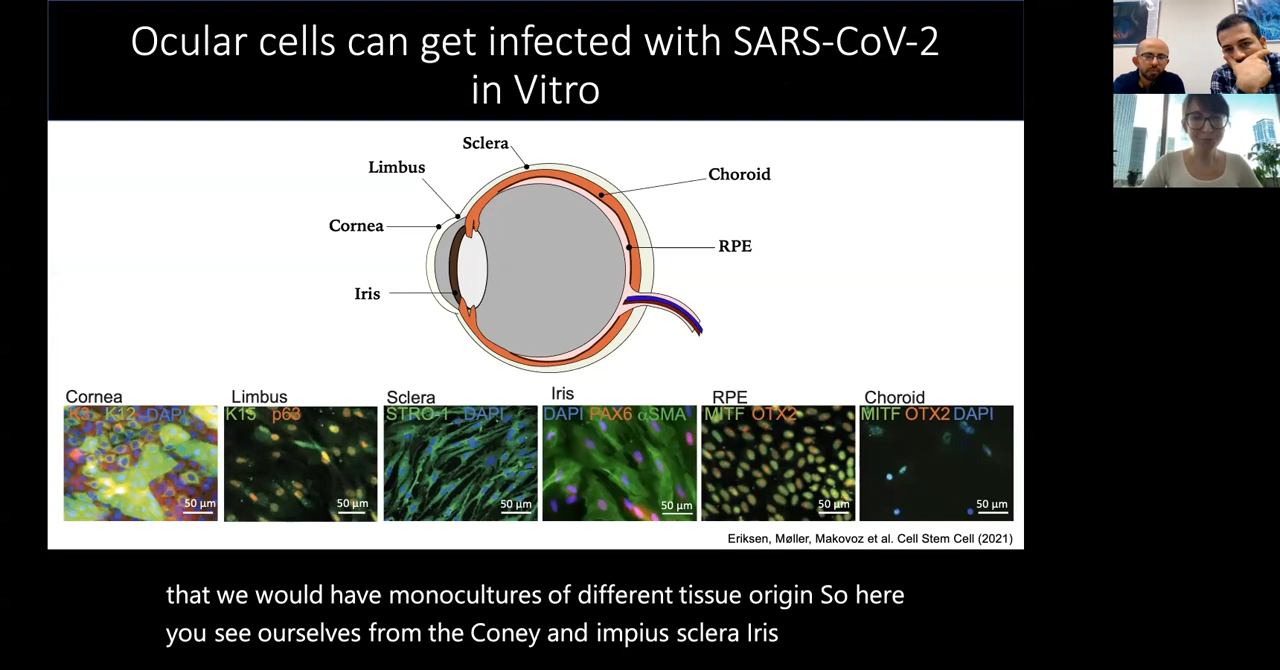 Ocular cells can get infected with SARS-CoV-2
in Vitro
Sclera
Limbus
Choroid
Cornea
RPE
Iris
Cornea
K3 K12 DAPI
50 µm
Limbus
K15 p63
50 µm
Sclera
STRO-1 DAPI
50 µm
Iris
DAPI PAX6 αSMA
50 µm
RPE
MITF OTX2
50 µm
Choroid
MITF OTX2 DAPI
50 µm
Eriksen, Møller, Makovoz et al. Cell Stem Cell (2021)
that we would have monocultures of different tissue origin So here
you see ourselves from the Coney and impius sclera Iris